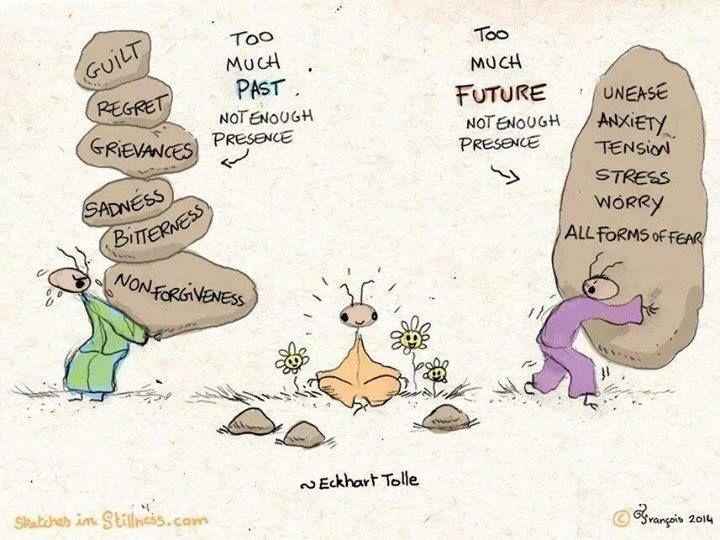 GUILT
REGRET
GRIEVANCES
SADNESS
BITTERNESS
NON FORGIVENESS
TOO
MUCH
PAST.
NOT ENOUGH
PRESENCE
TOO
MUCH
FUTURE
NOT ENOUGH
PRESENCE
UNEASE
ANXIETY
TENSION
STRESS
WORRY
ALL FORMS OF FEAR
~ Eckhart Tolle
Sketches in Stillness.com
© François 2014